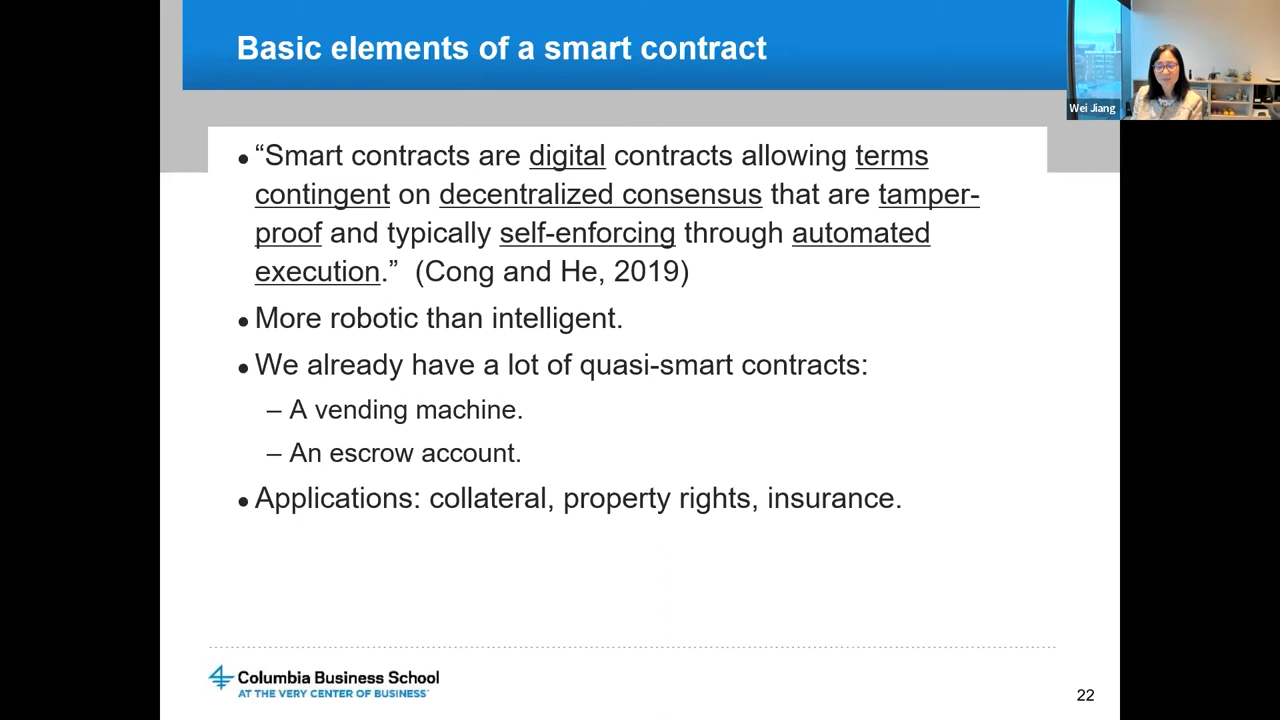 Basic elements of a smart contract
Wei Jiang
● “Smart contracts are digital contracts allowing terms
contingent on decentralized consensus that are tamper-
proof and typically self-enforcing through automated
execution.”  (Cong and He, 2019)
● More robotic than intelligent.
● We already have a lot of quasi-smart contracts:
– A vending machine.
– An escrow account.
● Applications: collateral, property rights, insurance.
Columbia Business School
AT THE VERY CENTER OF BUSINESS
22